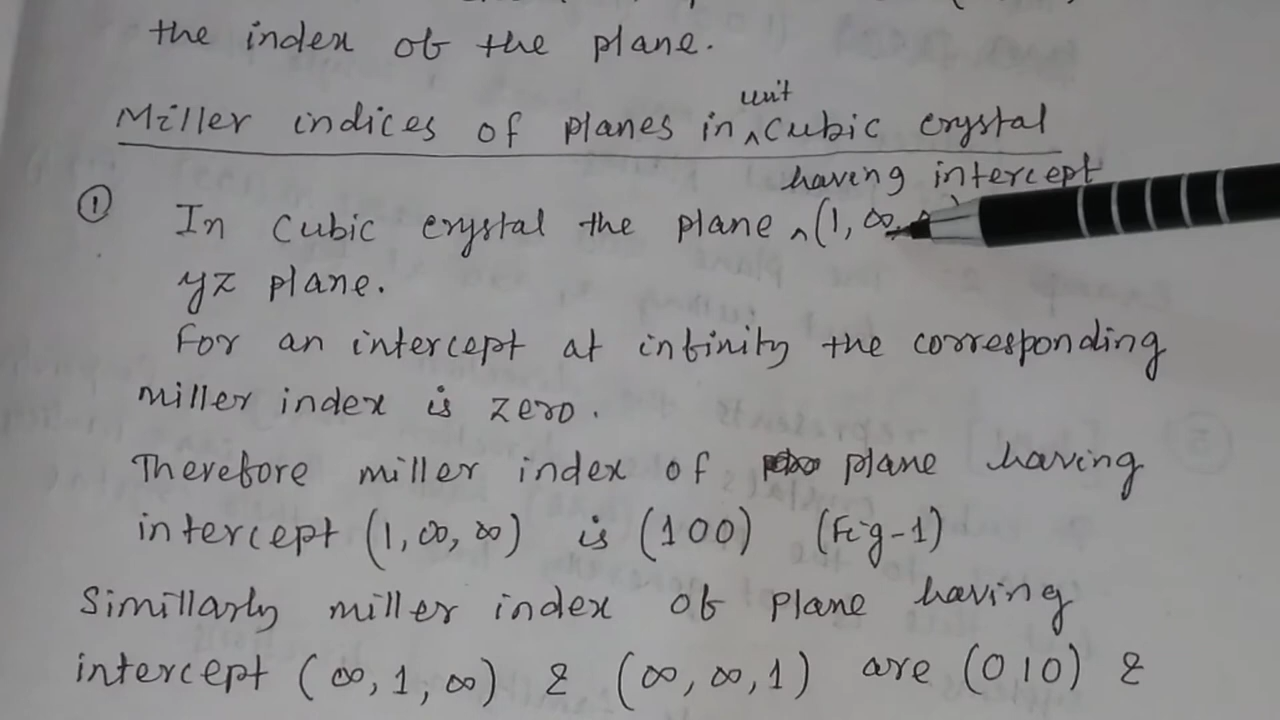 the index of the plane.
Miller indices of planes in ^ unit cubic crystal
having intercept
① In cubic crystal the plane ^ (1, ∞
yz plane.
For an intercept at infinity the corresponding
miller index is zero.
Therefore miller index of plane having
intercept (1, ∞, ∞) is (100) (Fig-1)
Simillarly miller index of plane having
intercept (∞, 1, ∞) & (∞, ∞, 1) are (010) &